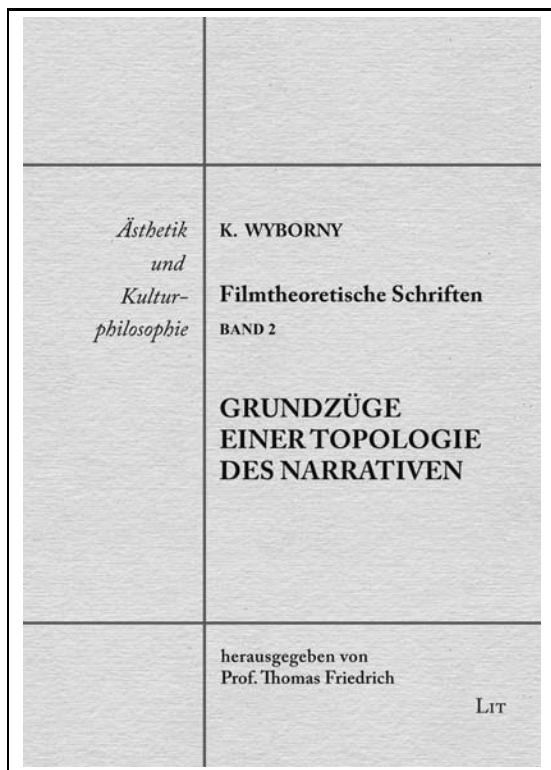 Ästhetik
und
Kultur-
philosophie
K. WYBORNY
Filmtheoretische Schriften
BAND 2
GRUNDZÜGE
EINER TOPOLOGIE
DES NARRATIVEN
herausgegeben von
Prof. Thomas Friedrich
LIT